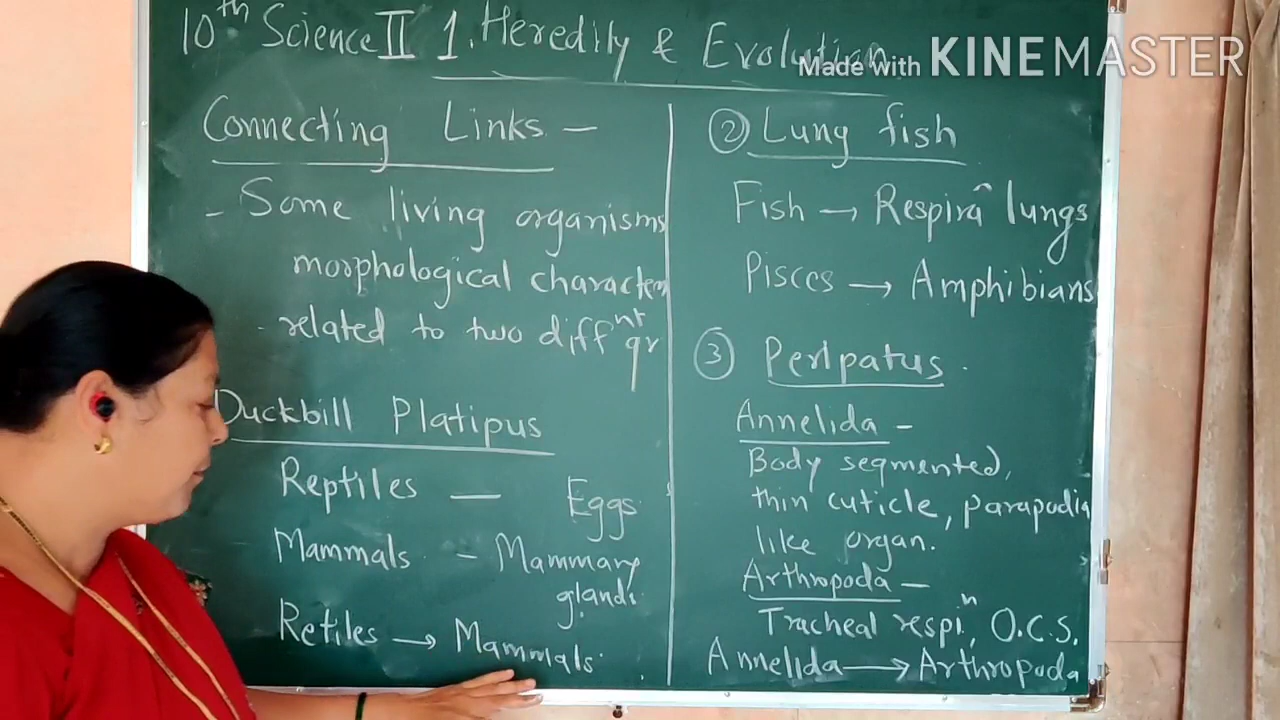 10th Science II 1. Heredity & Evolution
Made with KINEMASTER
Connecting Links -
- Some living organisms
morphological characters
- related to two diffnt gr
Duckbill Platipus
Reptiles - Eggs
Mammals - Mammary
glands
Retiles → Mammals
② Lung fish
Fish → Respiraⁿ lungs
Pisces → Amphibians
③ Peripatus.
Annelida -
Body segmented,
thin cuticle, parapodia
like organ.
Arthropoda -
Tracheal respiⁿ, O.C.S.
Annelida → Arthropoda